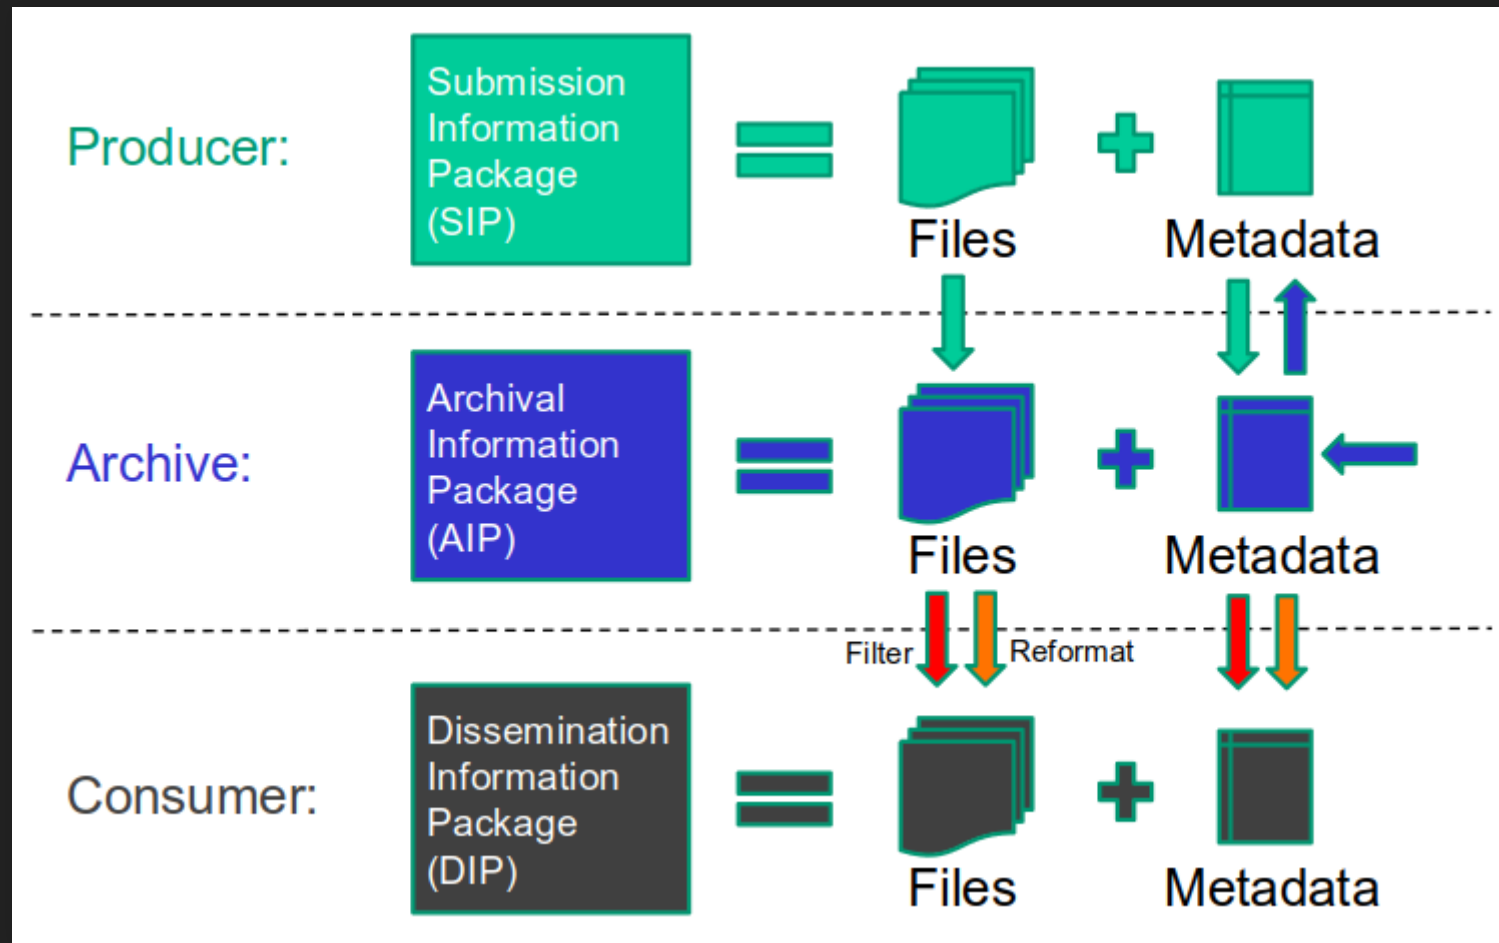 Producer:
Submission
Information
Package
(SIP)
Files
Metadata
Archive:
Archival
Information
Package
(AIP)
Files
Metadata
Filter
Reformat
Consumer:
Dissemination
Information
Package
(DIP)
Files
Metadata